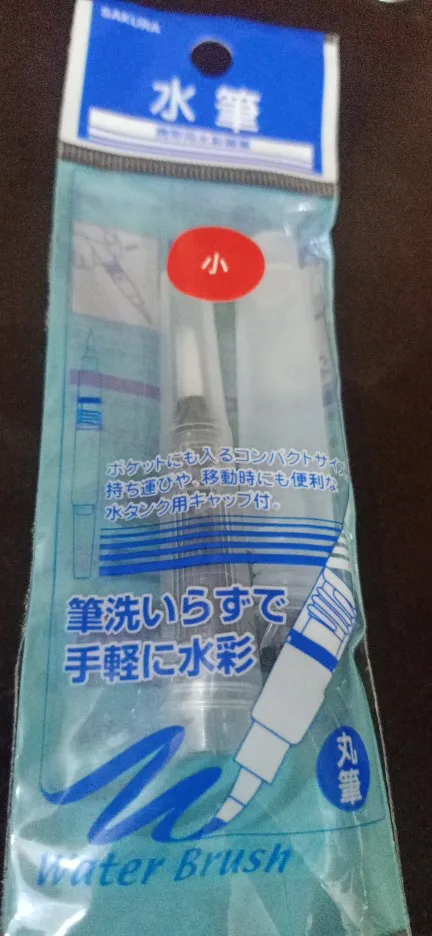 SAKURA
水筆
小
ポケットにも入るコンパクトサイズ
持ち運びや、移動時にも便利な
水タンク用キャップ付。
筆洗いらずで
手軽に水彩
丸筆
Water Brush